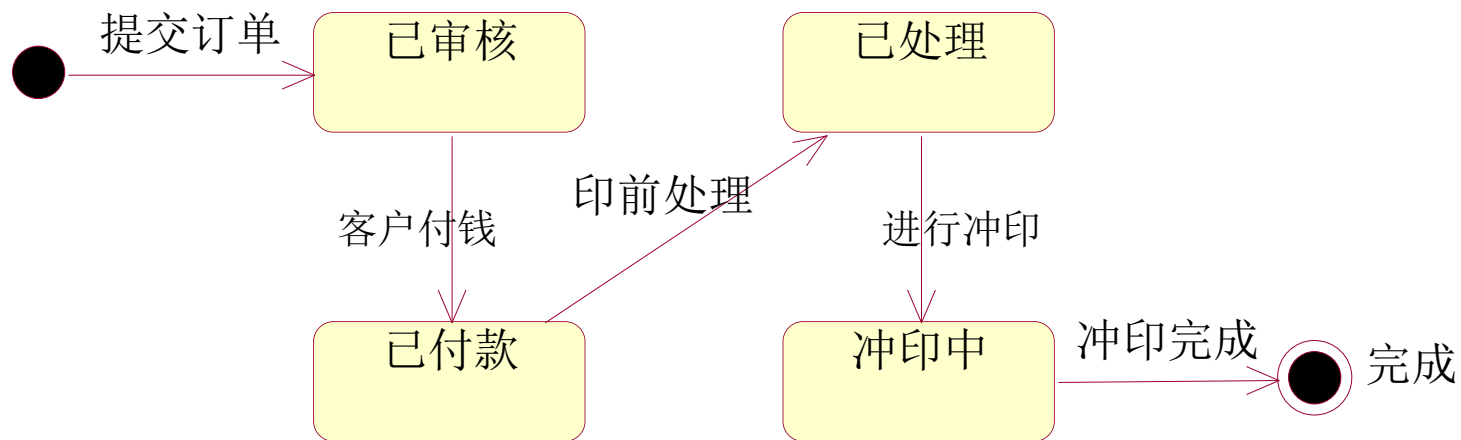 提交订单
已审核
已处理
印前处理
客户付钱
进行冲印
已付款
冲印中
冲印完成
完成